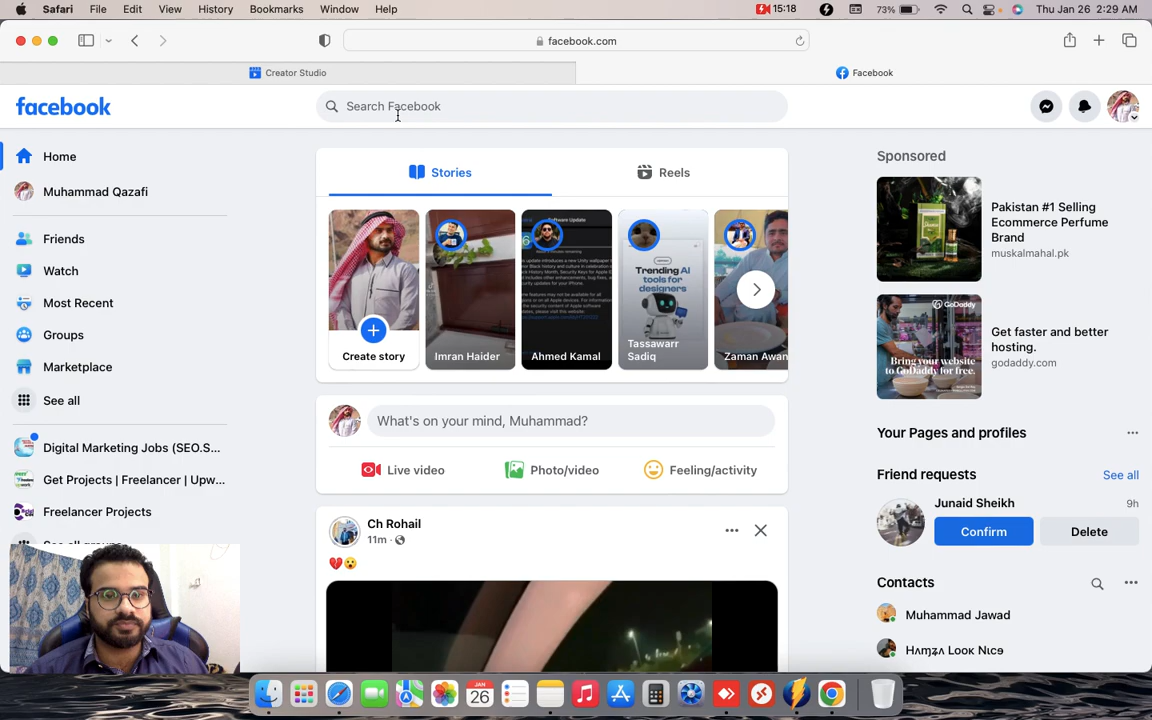 Safari File Edit View History Bookmarks Window Help
15:18 73% Thu Jan 26 2:29 AM
facebook.com
Creator Studio
Facebook
facebook
Search Facebook
Home
Muhammad Qazafi
Friends
Watch
Most Recent
Groups
Marketplace
See all
Digital Marketing Jobs (SEO.S...
Get Projects | Freelancer | Upw...
Freelancer Projects
Stories
Reels
Create story
Imran Haider
Software Update
Ahmed Kamal
Trending AI
tools for
designers
Tassawarr
Sadiq
Zaman Awan
What's on your mind, Muhammad?
Live video
Photo/video
Feeling/activity
Ch Rohail
11m
Sponsored
Pakistan #1 Selling
Ecommerce Perfume
Brand
muskalmahal.pk
GoDaddy
Bring your website
to GoDaddy for free.
Get faster and better
hosting.
godaddy.com
Your Pages and profiles
Friend requests
See all
Junaid Sheikh
9h
Confirm
Delete
Contacts
Muhammad Jawad
Hʌɱʑʌ Looĸ Nιcɘ
JAN
26